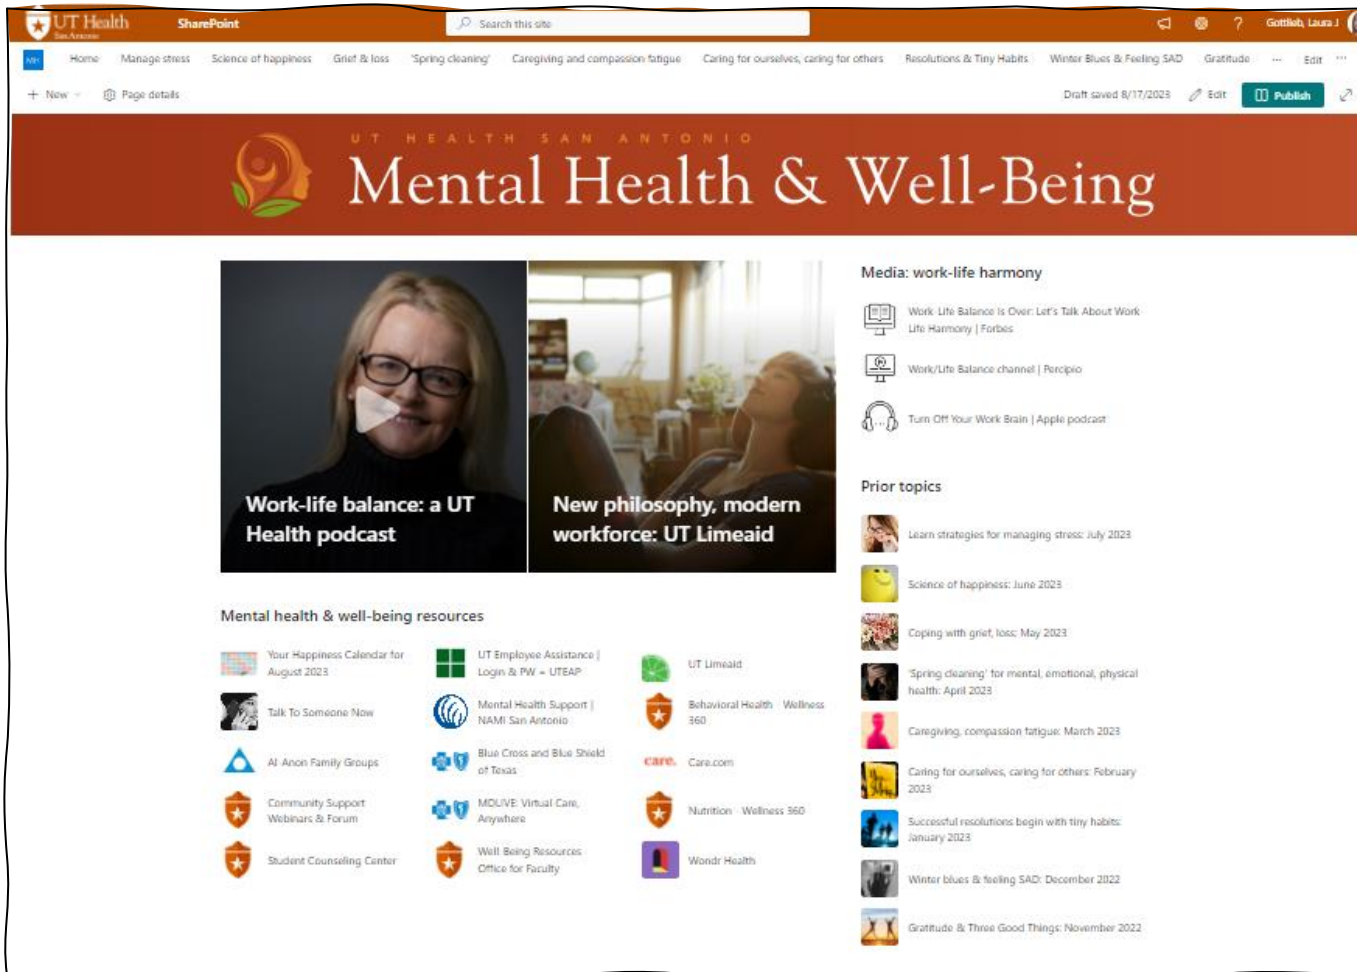 UT Health
San Antonio
SharePoint
Search this site
?
Gottlieb, Laura J
MH
Home
Manage stress
Science of happiness
Grief & loss
'Spring cleaning'
Caregiving and compassion fatigue
Caring for ourselves, caring for others
Resolutions & Tiny Habits
Winter Blues & Feeling SAD
Gratitude
...
Edit
...
+ New
Page details
Draft saved 8/17/2023
Edit
Publish
UT HEALTH SAN ANTONIO
Mental Health & Well-Being
Work-life balance: a UT
Health podcast
New philosophy, modern
workforce: UT Limeaid
Mental health & well-being resources
Your Happiness Calendar for
August 2023
UT Employee Assistance |
Login & PW = UTEAP
UT Limeaid
Talk To Someone Now
Mental Health Support |
NAMI San Antonio
Behavioral Health - Wellness
360
Al-Anon Family Groups
Blue Cross and Blue Shield
of Texas
care.
Care.com
Community Support
Webinars & Forum
MDLIVE: Virtual Care,
Anywhere
Nutrition - Wellness 360
Student Counseling Center
Well-Being Resources
Office for Faculty
Wondr Health
Media: work-life harmony
Work-Life Balance Is Over: Let's Talk About Work
Life Harmony | Forbes
Work/Life Balance channel | Percipio
Turn Off Your Work Brain | Apple podcast
Prior topics
Learn strategies for managing stress: July 2023
Science of happiness: June 2023
Coping with grief, loss: May 2023
'Spring cleaning' for mental, emotional, physical
health: April 2023
Caregiving, compassion fatigue: March 2023
Caring for ourselves, caring for others: February
2023
Successful resolutions begin with tiny habits:
January 2023
Winter blues & feeling SAD: December 2022
Gratitude & Three Good Things: November 2022